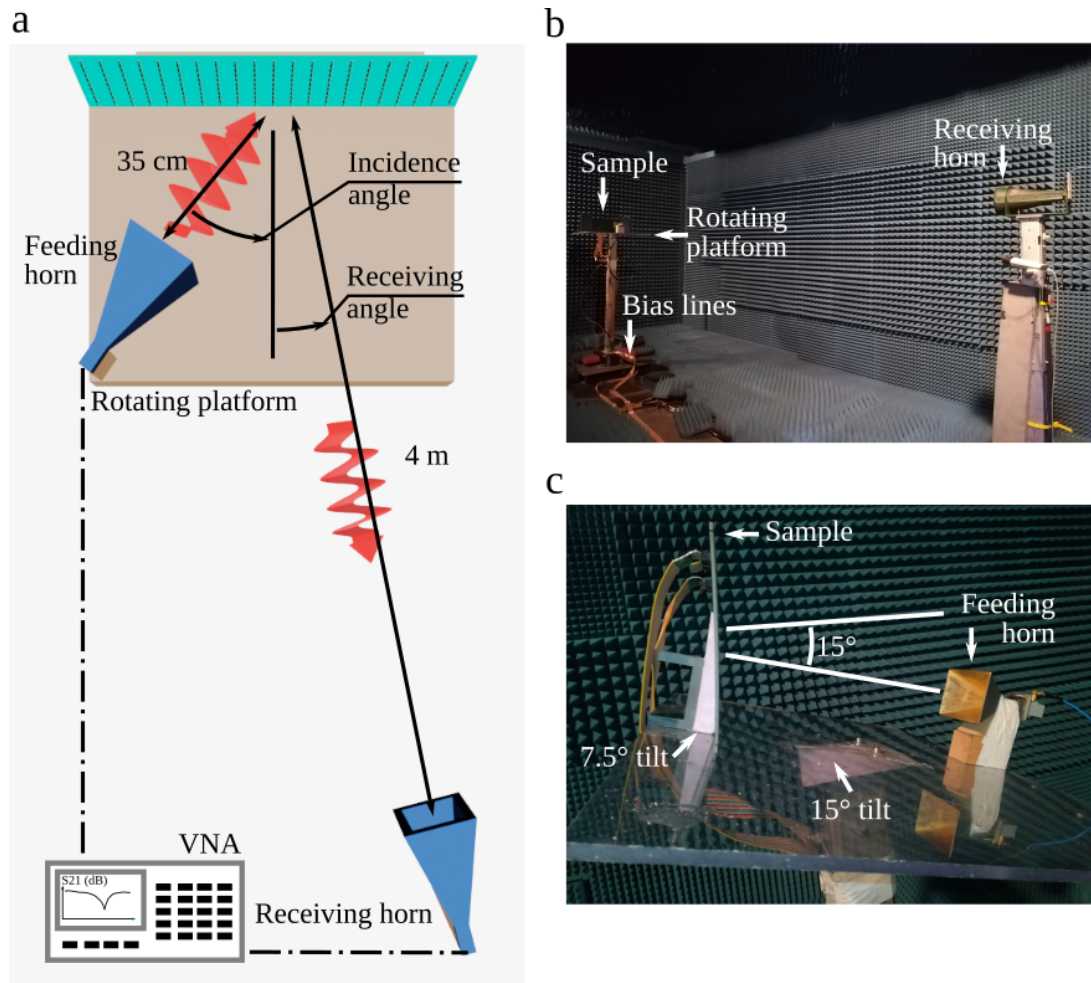 a
35 cm
Incidence
angle
Feeding
horn
Receiving
angle
Rotating platform
4 m
VNA
S21 (dB)
Receiving horn
b
Sample
Receiving
horn
Rotating
platform
Bias lines
c
Sample
Feeding
horn
15°
7.5° tilt
15° tilt